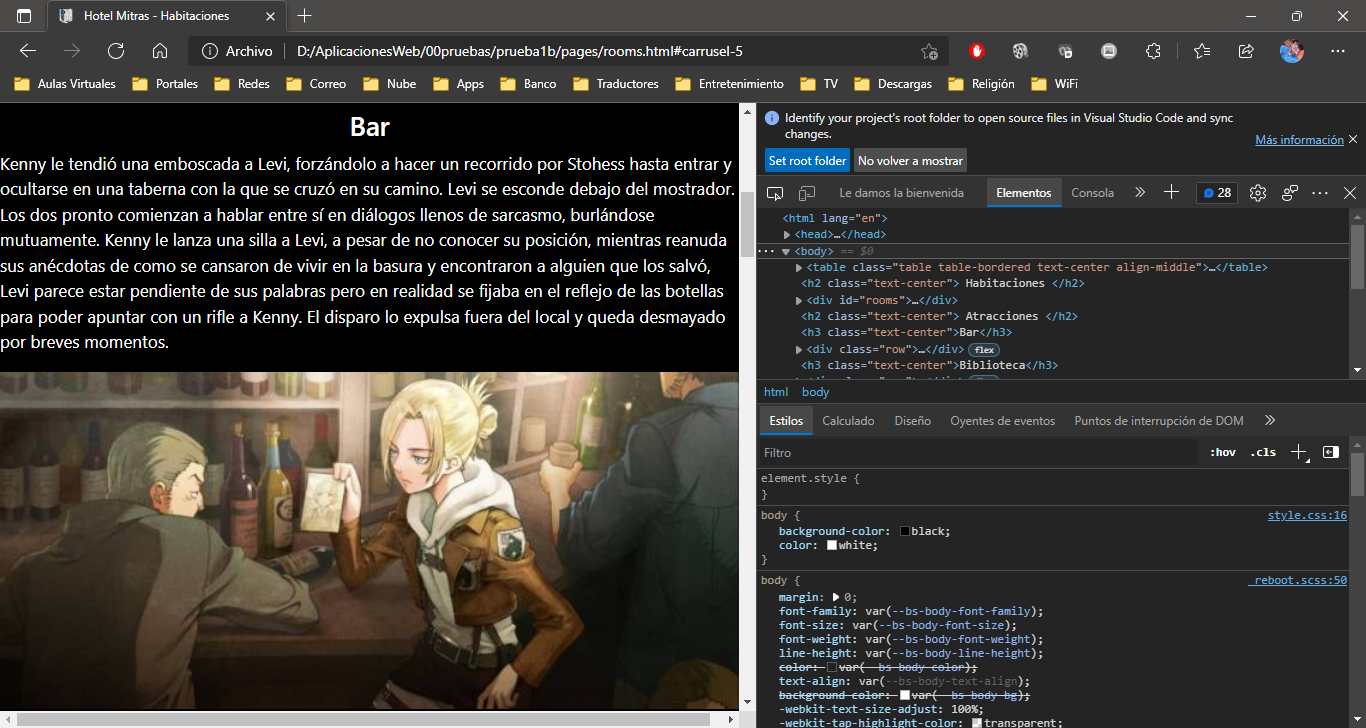 Hotel Mitras - Habitaciones
Archivo D:/AplicacionesWeb/00pruebas/prueba1b/pages/rooms.html#carrusel-5
Aulas Virtuales Portales Redes Correo Nube Apps Banco Traductores Entretenimiento TV Descargas Religión WiFi
Bar
Kenny le tendió una emboscada a Levi, forzándolo a hacer un recorrido por Stohess hasta entrar y
ocultarse en una taberna con la que se cruzó en su camino. Levi se esconde debajo del mostrador.
Los dos pronto comienzan a hablar entre sí en diálogos llenos de sarcasmo, burlándose
mutuamente. Kenny le lanza una silla a Levi, a pesar de no conocer su posición, mientras reanuda
sus anécdotas de como se cansaron de vivir en la basura y encontraron a alguien que los salvó,
Levi parece estar pendiente de sus palabras pero en realidad se fijaba en el reflejo de las botellas
para poder apuntar con un rifle a Kenny. El disparo lo expulsa fuera del local y queda desmayado
por breves momentos.
Identify your project's root folder to open source files in Visual Studio Code and sync
changes.
Más información
Set root folder No volver a mostrar
Le damos la bienvenida Elementos Consola 28
<html lang="en">
<head>…</head>
<body> == $0
<table class="table table-bordered text-center align-middle">…</table>
<h2 class="text-center"> Habitaciones </h2>
<div id="rooms">…</div>
<h2 class="text-center"> Atracciones </h2>
<h3 class="text-center">Bar</h3>
<div class="row">…</div> flex
<h3 class="text-center">Biblioteca</h3>
html body
Estilos Calculado Diseño Oyentes de eventos Puntos de interrupción de DOM
Filtro :hov .cls
element.style {
}
body { style.css:16
background-color: black;
color: white;
}
body { _reboot.scss:50
margin: 0;
font-family: var(--bs-body-font-family);
font-size: var(--bs-body-font-size);
font-weight: var(--bs-body-font-weight);
line-height: var(--bs-body-line-height);
color: var(--bs-body-color);
text-align: var(--bs-body-text-align);
background-color: var(--bs-body-bg);
-webkit-text-size-adjust: 100%;
-webkit-tap-highlight-color: transparent;